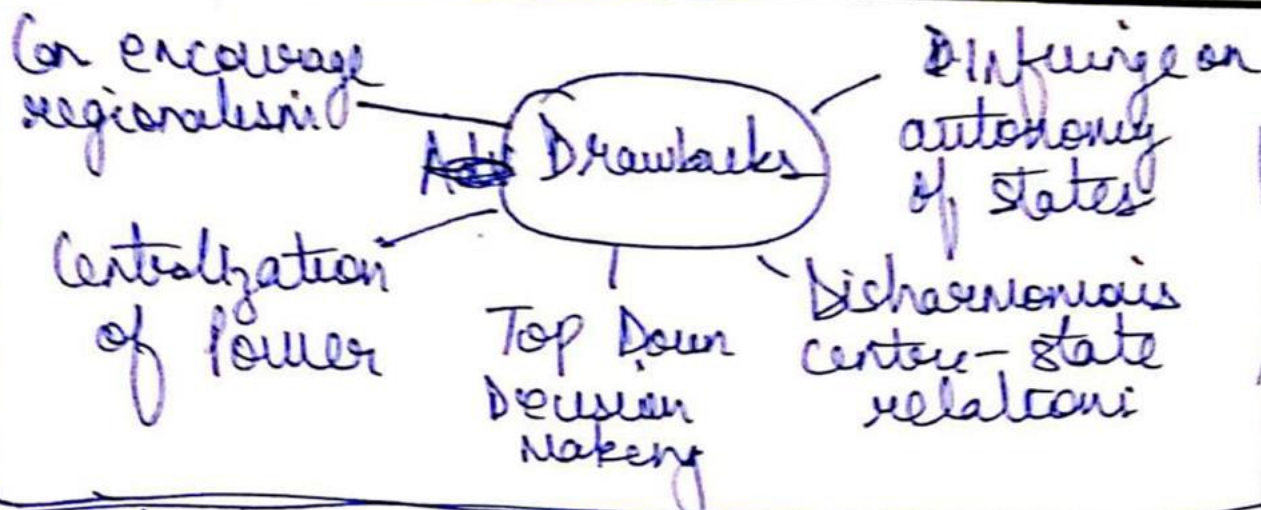 Can encourage
regionalism
Drawbacks
Infringe on
autonomy
of states
Centralization
of Power
Top Down
Decision
Making
Disharmonious
centre-state
relations